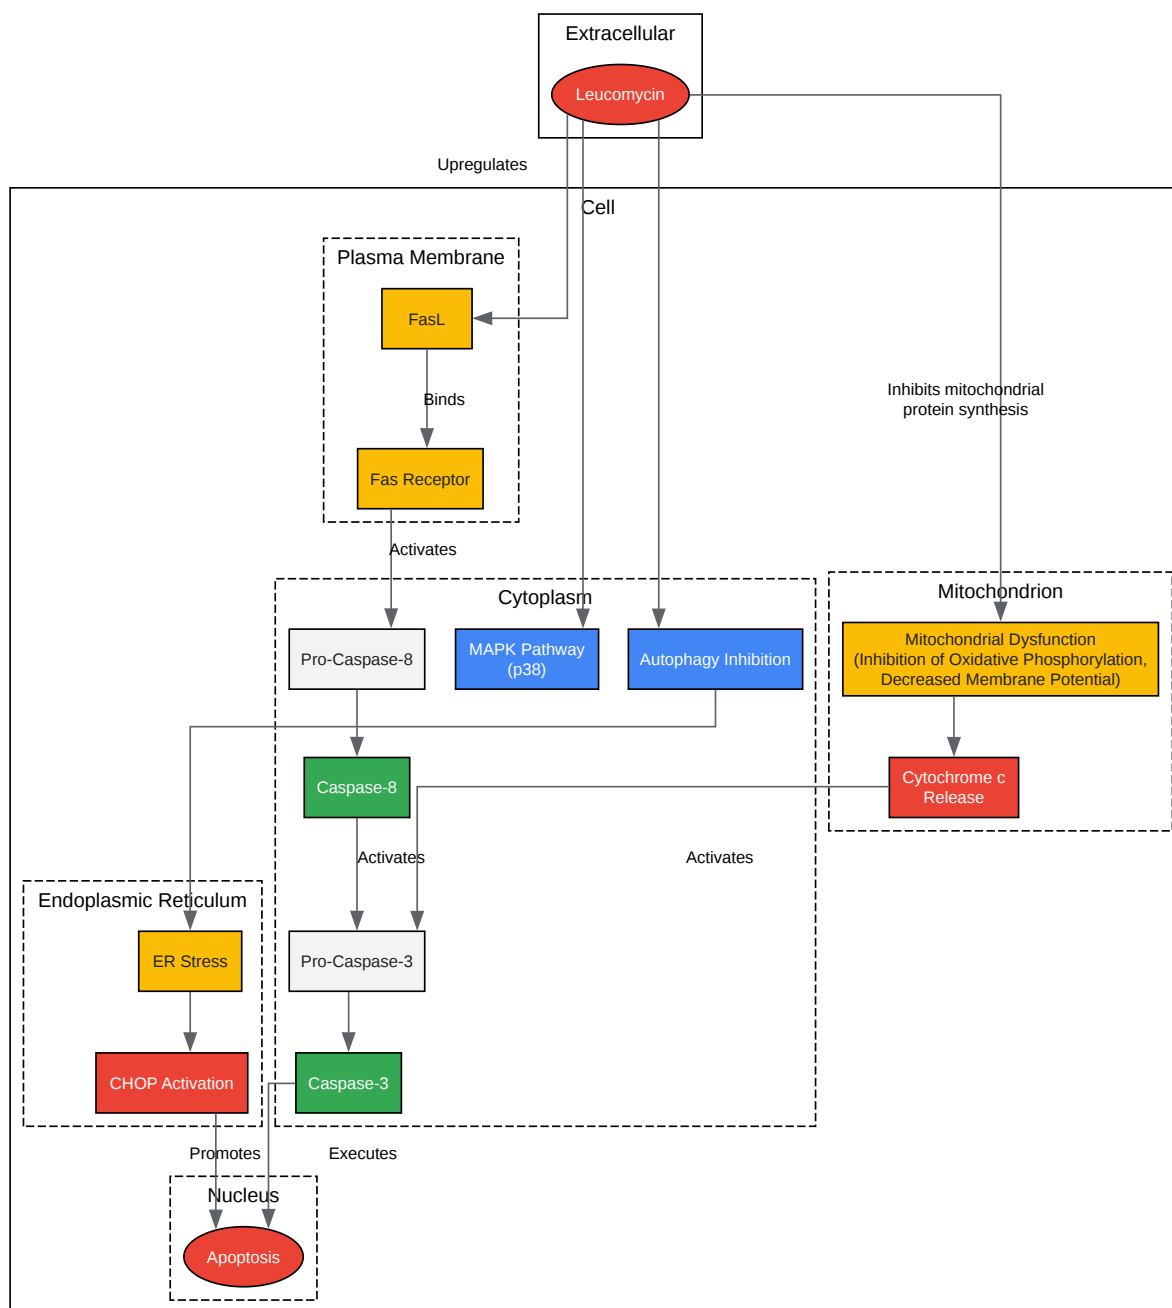 Extracellular
Leucomycin
Upregulates
Cell
Plasma Membrane
FasL
Binds
Inhibits mitochondrial
protein synthesis
Fas Receptor
Activates
Cytoplasm
Mitochondrion
Pro-Caspase-8
MAPK Pathway
(p38)
Autophagy Inhibition
Mitochondrial Dysfunction
(Inhibition of Oxidative Phosphorylation,
Decreased Membrane Potential)
Caspase-8
Cytochrome c
Release
Activates
Activates
Endoplasmic Reticulum
ER Stress
Pro-Caspase-3
CHOP Activation
Caspase-3
Promotes
Executes
Nucleus
Apoptosis